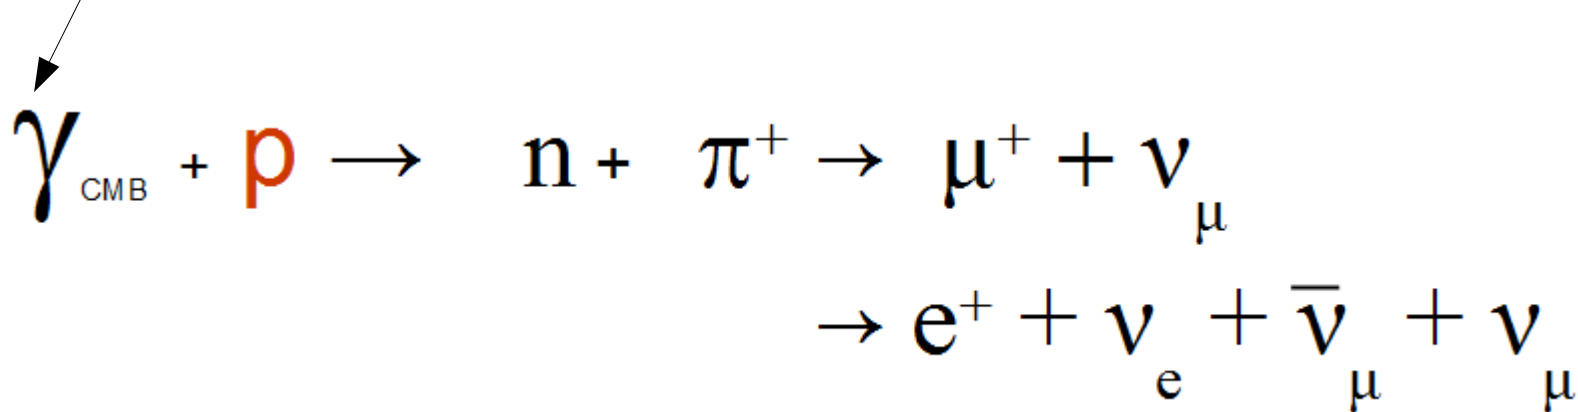 γCMB + p → n + π⁺ → μ⁺ + νμ
→ e⁺ + νe + ν̅μ + νμ